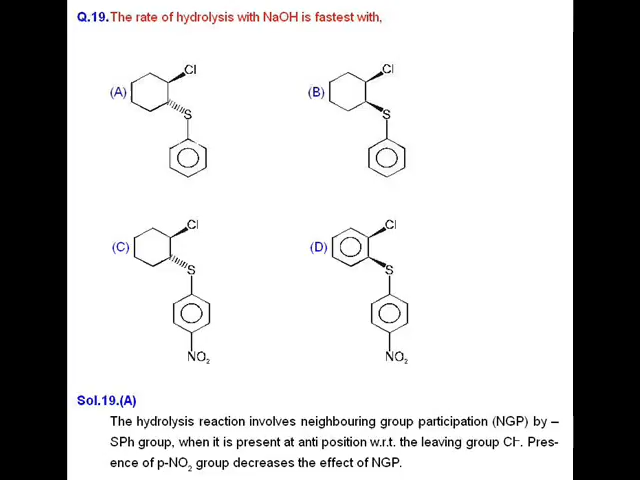 Q.19. The rate of hydrolysis with NaOH is fastest with,
Cl
Cl
(A)
(B)
S
S
Cl
Cl
(C)
(D)
S
S
NO₂
NO₂
Sol.19.(A)
The hydrolysis reaction involves neighbouring group participation (NGP) by –
SPh group, when it is present at anti position w.r.t. the leaving group Cl⁻. Pres-
ence of p-NO₂ group decreases the effect of NGP.